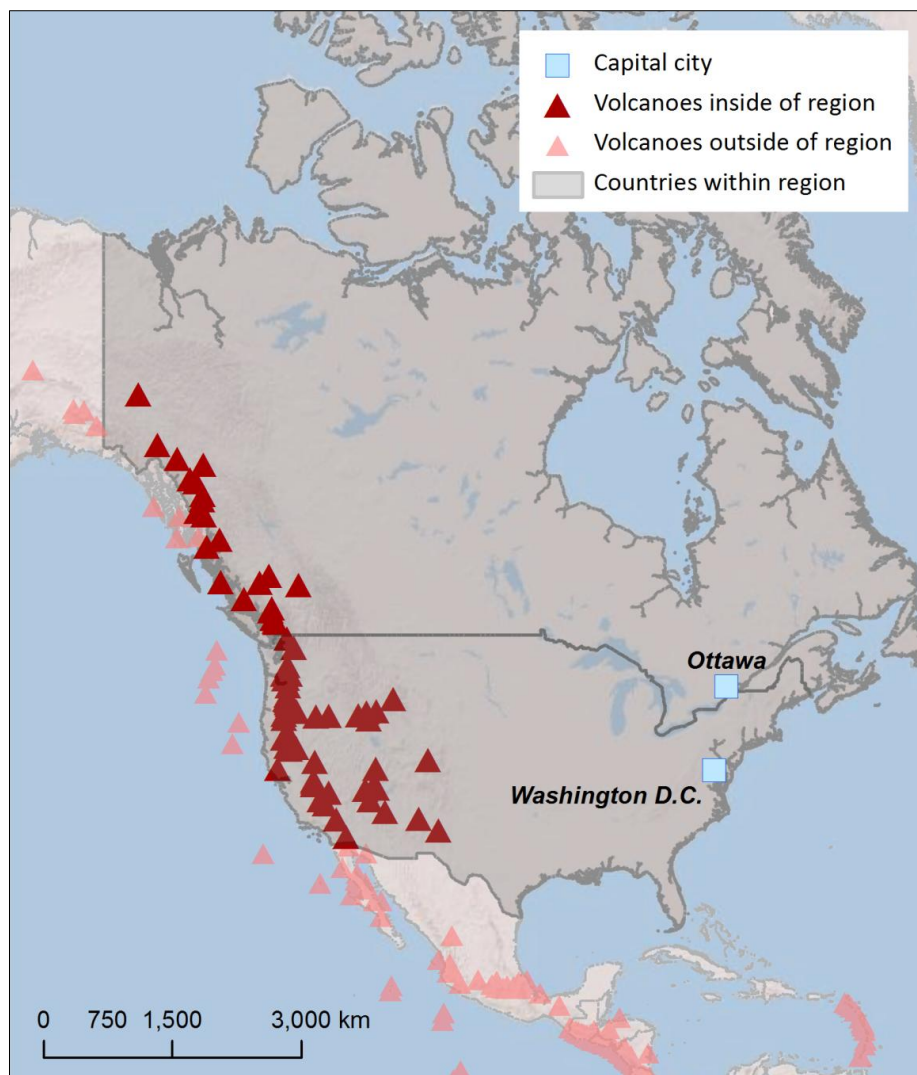 Capital city
Volcanoes inside of region
Volcanoes outside of region
Countries within region
Ottawa
Washington D.C.
0 750 1,500 3,000 km